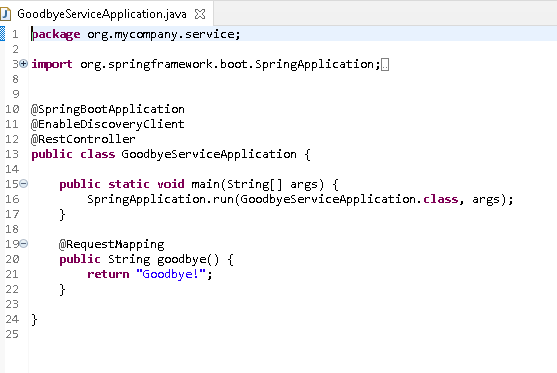 GoodbyeServiceApplication.java
1 package org.mycompany.service;
2
3 import org.springframework.boot.SpringApplication;
8
9
10 @SpringBootApplication
11 @EnableDiscoveryClient
12 @RestController
13 public class GoodbyeServiceApplication {
14
15     public static void main(String[] args) {
16         SpringApplication.run(GoodbyeServiceApplication.class, args);
17     }
18
19     @RequestMapping
20     public String goodbye() {
21         return "Goodbye!";
22     }
23
24 }
25